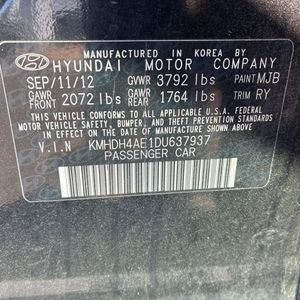 MANUFACTURED IN KOREA BY
HYUNDAI MOTOR COMPANY
SEP/11/12 GVWR 3792 lbs PAINT MJB
GAWR FRONT 2072 lbs GAWR REAR 1764 lbs TRIM RY
THIS VEHICLE CONFORMS TO ALL APPLICABLE U.S.A. FEDERAL
MOTOR VEHICLE SAFETY, BUMPER, AND THEFT PREVENTION STANDARDS
IN EFFECT ON THE DATE OF MANUFACTURE SHOWN ABOVE.
V.I.N KMHDH4AE1DU637937
PASSENGER CAR